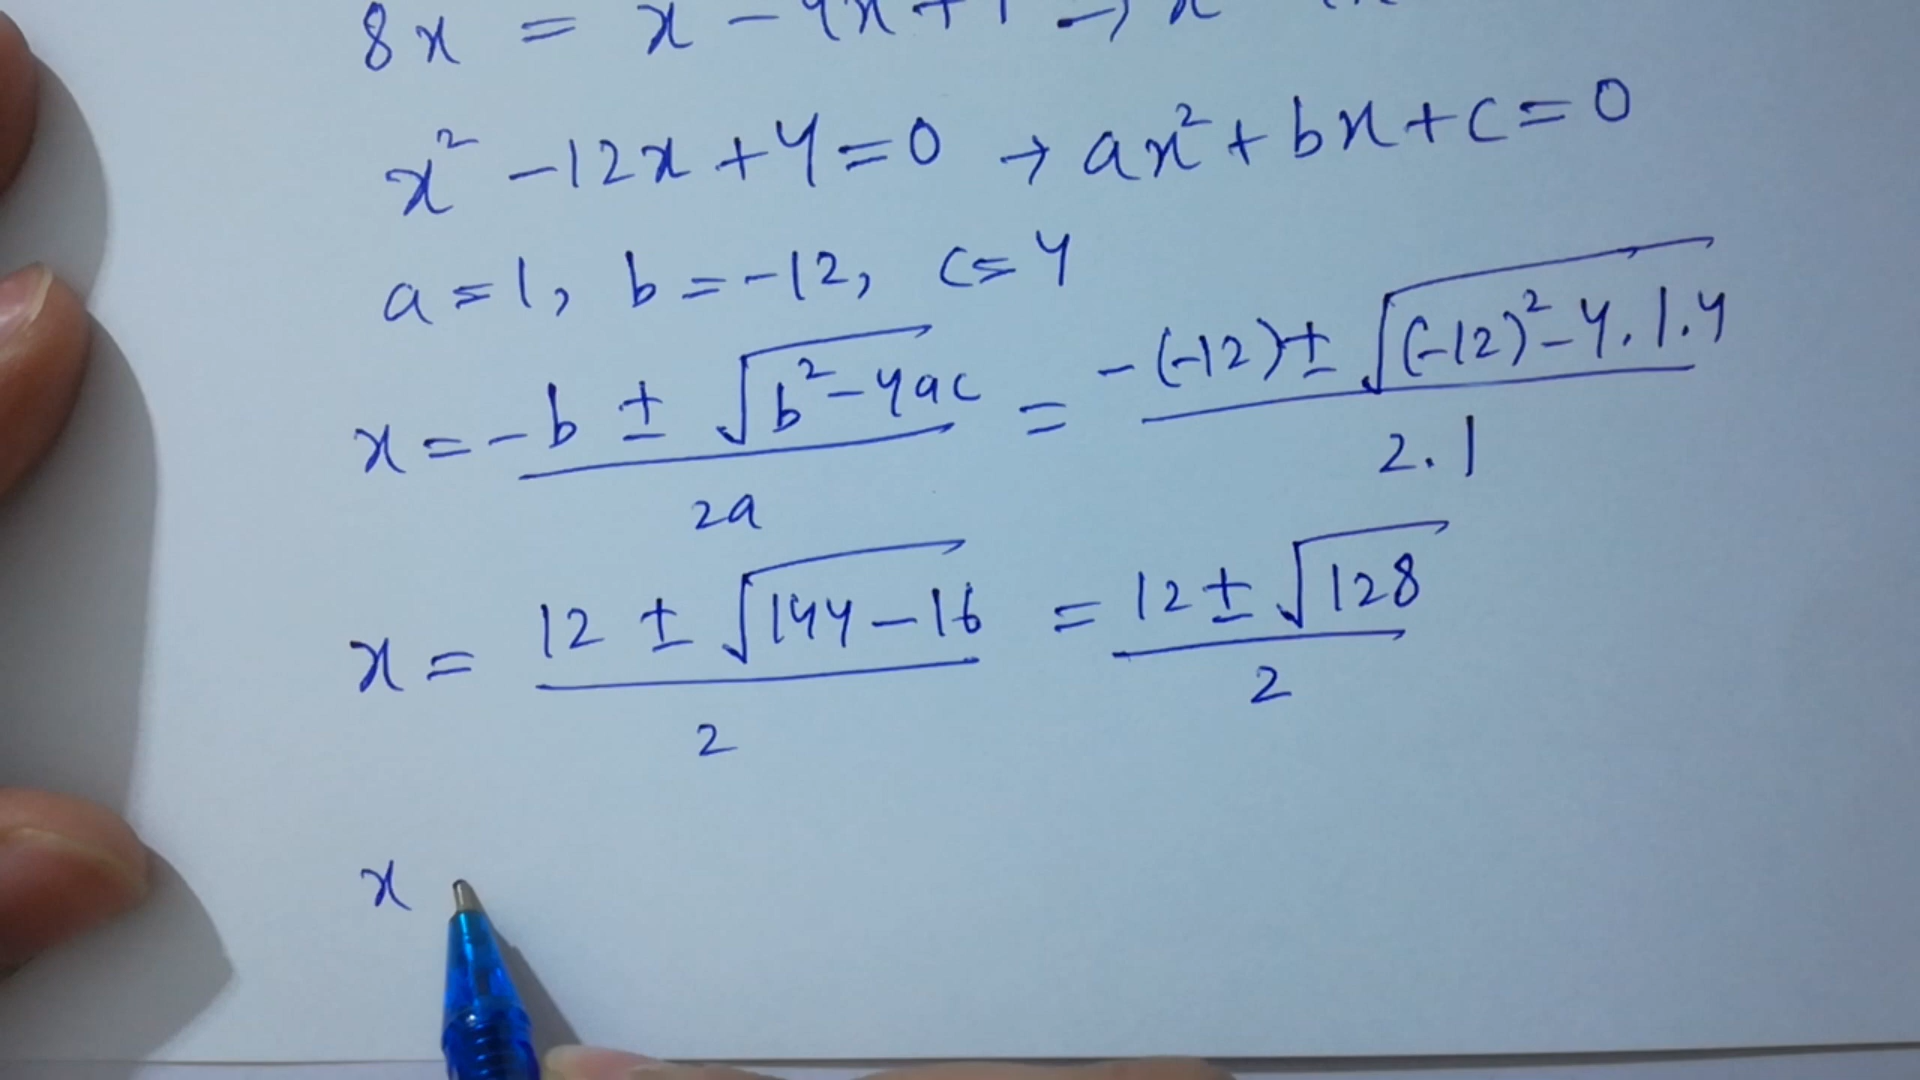 8x = x
x² - 12x + 4 = 0 → ax² + bx + c = 0
a = 1, b = -12, c = 4
x = -b ± √(b² - 4ac) / 2a = -(-12) ± √((-12)² - 4.1.4) / 2.1
x = 12 ± √(144 - 16) / 2 = 12 ± √128 / 2
x